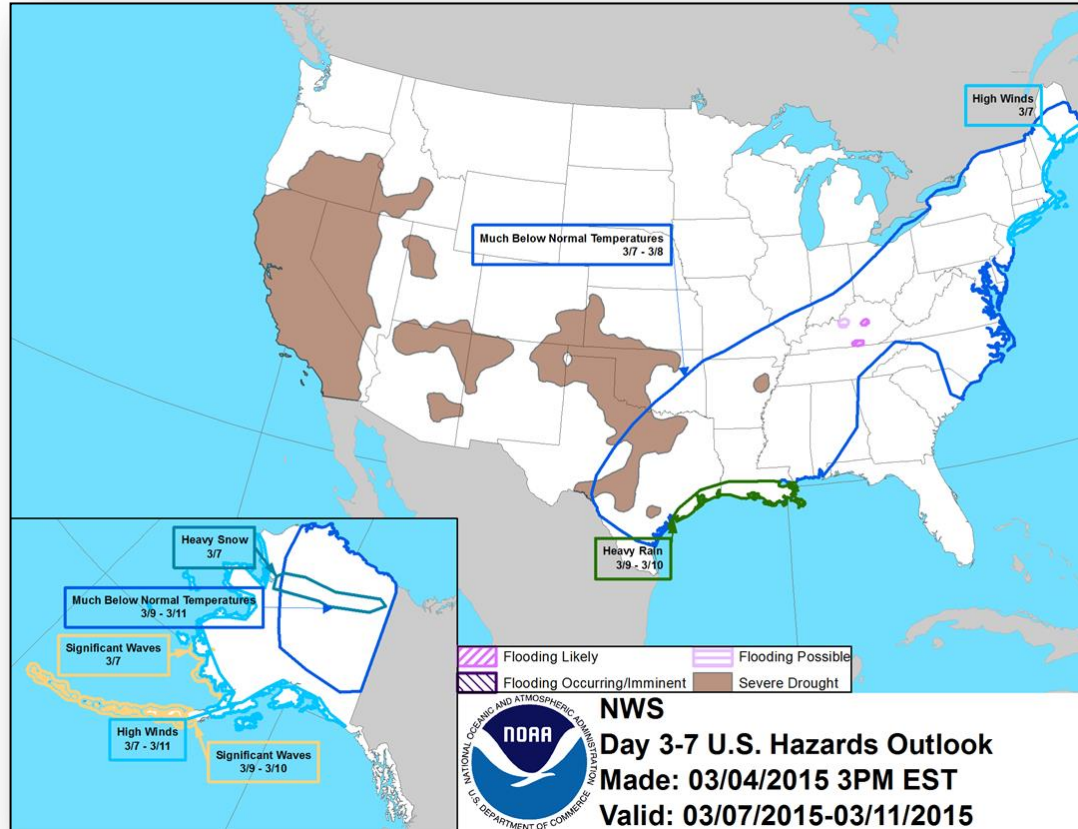 High Winds
3/7
Much Below Normal Temperatures
3/7 - 3/8
Heavy Rain
3/9 - 3/10
Heavy Snow
3/7
Much Below Normal Temperatures
3/9 - 3/11
Significant Waves
3/7
High Winds
3/7 - 3/11
Significant Waves
3/9 - 3/10
Flooding Likely
Flooding Possible
Flooding Occurring/Imminent
Severe Drought
NATIONAL OCEANIC AND ATMOSPHERIC ADMINISTRATION
NOAA
U.S. DEPARTMENT OF COMMERCE
NWS
Day 3-7 U.S. Hazards Outlook
Made: 03/04/2015 3PM EST
Valid: 03/07/2015-03/11/2015